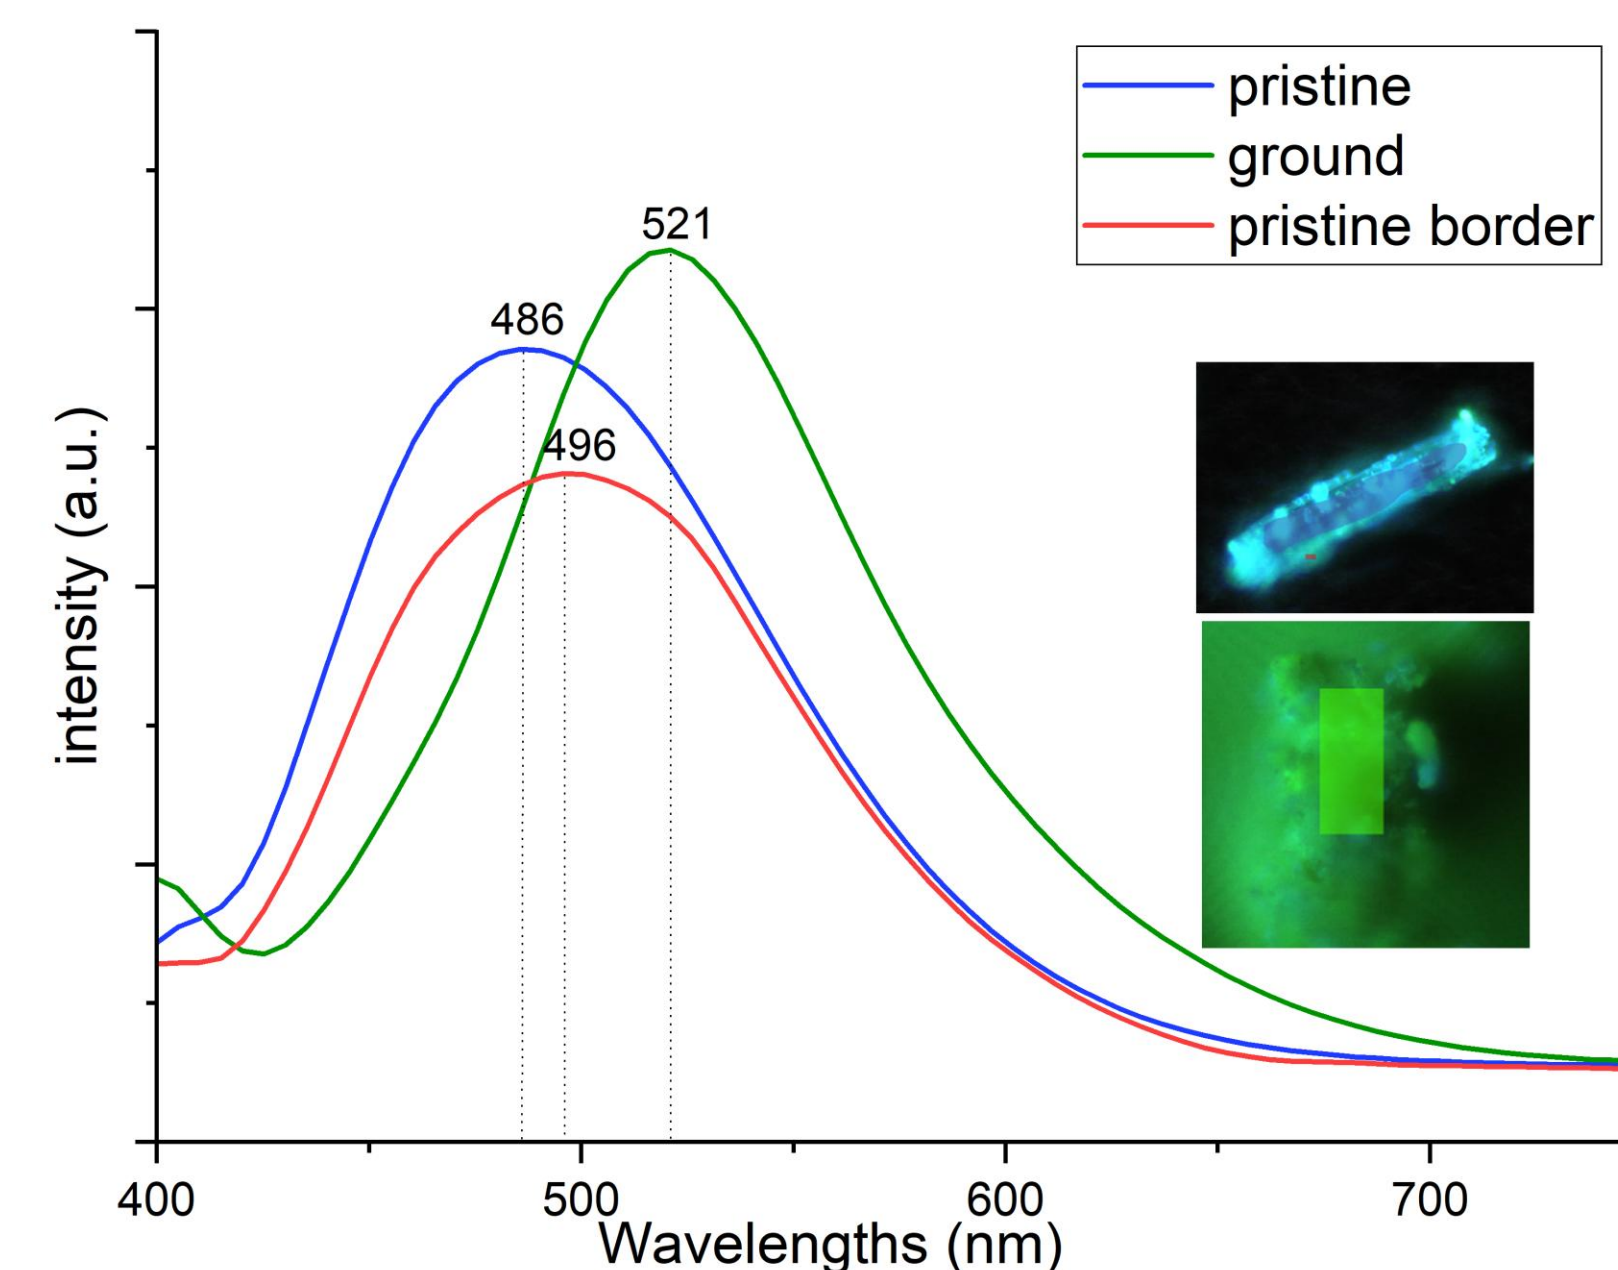 pristine
ground
pristine border
521
486
496
intensity (a.u.)
400
500
600
700
Wavelengths (nm)